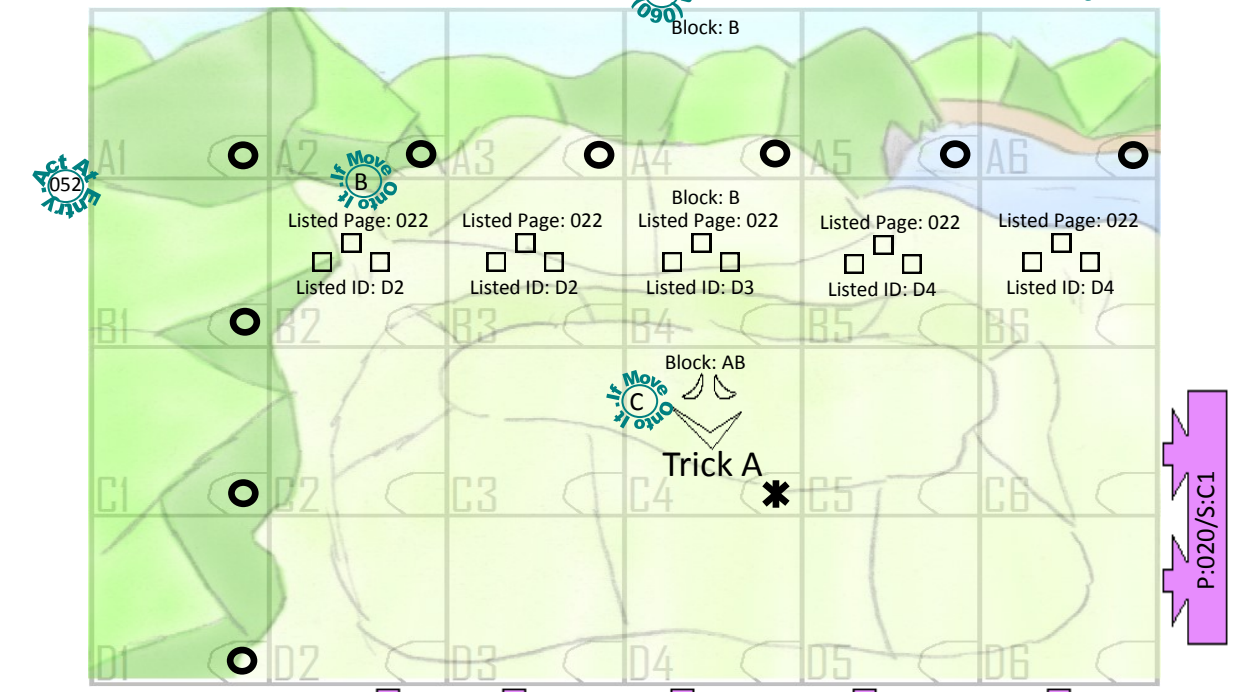 060
Block: B
A1
A2
A3
A4
A5
A6
Act At Entry
052
If Move Onto It
B
Block: B
Listed Page: 022
Listed Page: 022
Listed Page: 022
Listed Page: 022
Listed Page: 022
Listed ID: D2
Listed ID: D2
Listed ID: D3
Listed ID: D4
Listed ID: D4
B1
B2
B3
B4
B5
B6
Block: AB
If Move Onto It
C
Trick A
C1
C2
C3
C4
C5
C6
P:020/S:C1
D1
D2
D3
D4
D5
D6